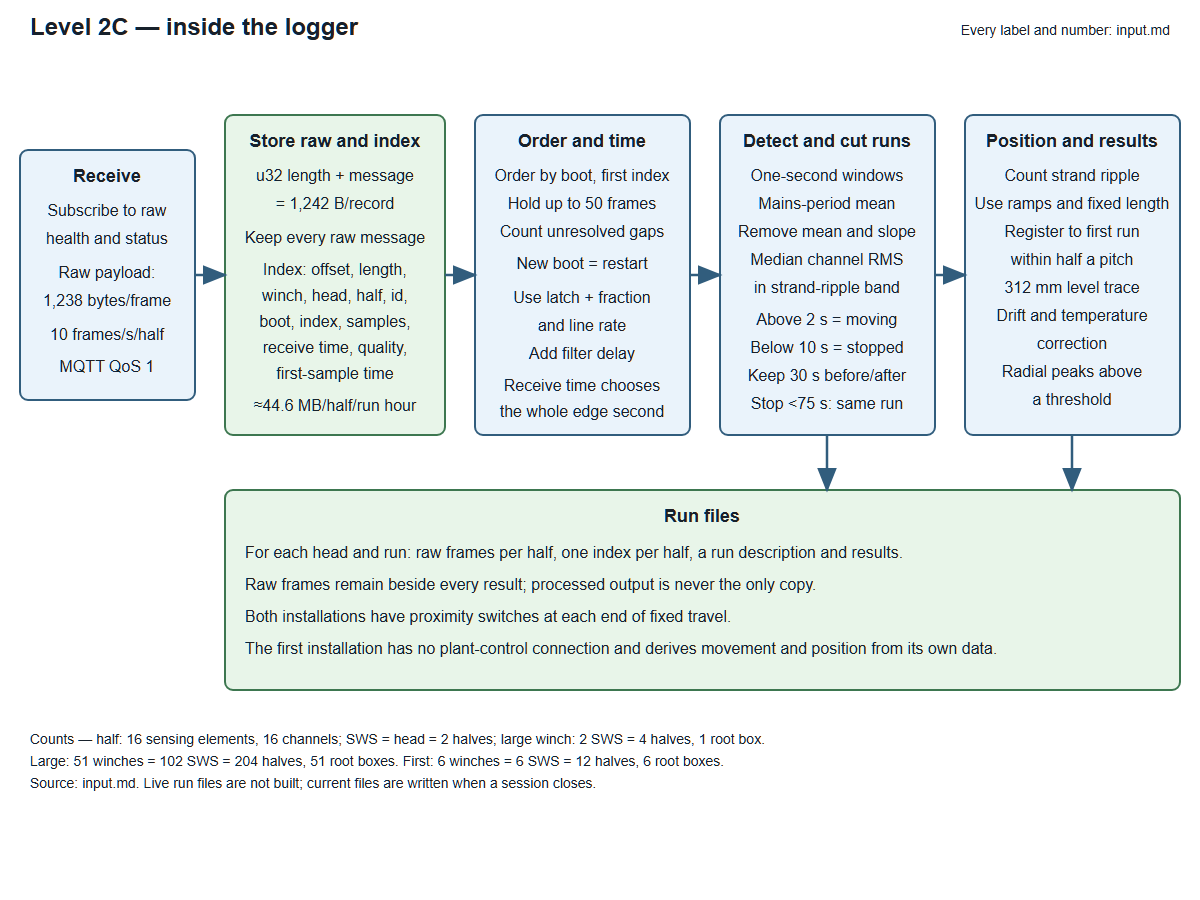 Level 2C — inside the logger
Every label and number: input.md
Receive
Subscribe to raw
health and status
Raw payload:
1,238 bytes/frame
10 frames/s/half
MQTT QoS 1
Store raw and index
u32 length + message
= 1,242 B/record
Keep every raw message
Index: offset, length,
winch, head, half, id,
boot, index, samples,
receive time, quality,
first-sample time
≈44.6 MB/half/run hour
Order and time
Order by boot, first index
Hold up to 50 frames
Count unresolved gaps
New boot = restart
Use latch + fraction
and line rate
Add filter delay
Receive time chooses
the whole edge second
Detect and cut runs
One-second windows
Mains-period mean
Remove mean and slope
Median channel RMS
in strand-ripple band
Above 2 s = moving
Below 10 s = stopped
Keep 30 s before/after
Stop <75 s: same run
Position and results
Count strand ripple
Use ramps and fixed length
Register to first run
within half a pitch
312 mm level trace
Drift and temperature
correction
Radial peaks above
a threshold
Run files
For each head and run: raw frames per half, one index per half, a run description and results.
Raw frames remain beside every result; processed output is never the only copy.
Both installations have proximity switches at each end of fixed travel.
The first installation has no plant-control connection and derives movement and position from its own data.
Counts — half: 16 sensing elements, 16 channels; SWS = head = 2 halves; large winch: 2 SWS = 4 halves, 1 root box.
Large: 51 winches = 102 SWS = 204 halves, 51 root boxes. First: 6 winches = 6 SWS = 12 halves, 6 root boxes.
Source: input.md. Live run files are not built; current files are written when a session closes.